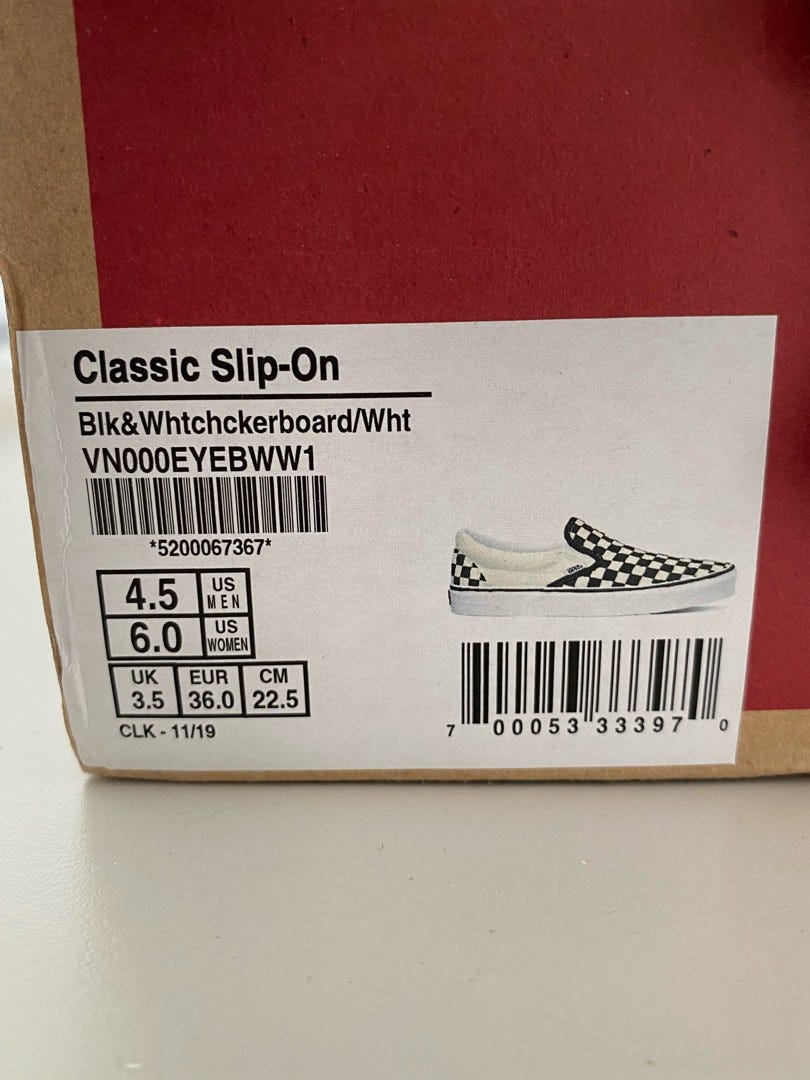 Classic Slip-On
Blk&Whtchckerboard/Wht
VN000EYEBWW1
*5200067367*
4.5 US MEN
6.0 US WOMEN
UK EUR CM
3.5 36.0 22.5
CLK - 11/19
7 00053 33397 0